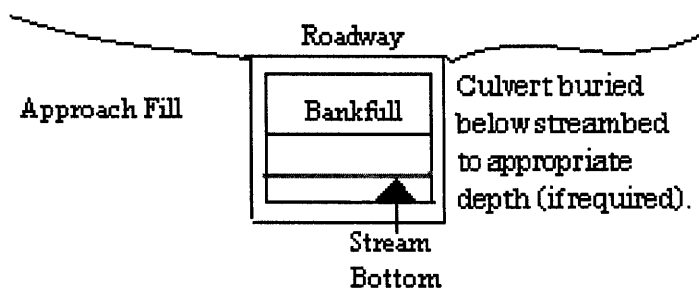 Roadway
Approach Fill
Bankfull
Culvert buried
below streambed
to appropriate
depth (if required).
Stream
Bottom